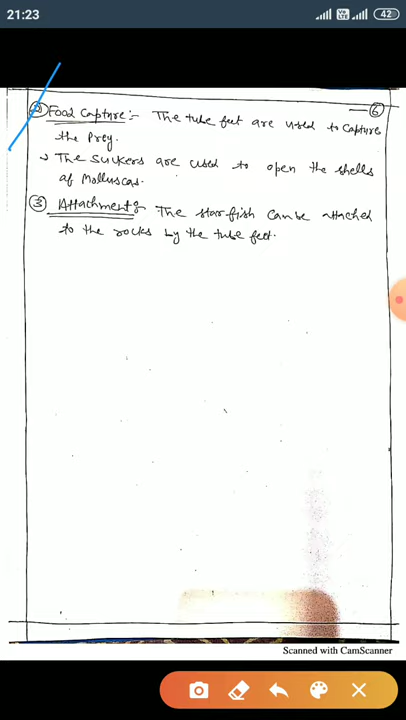 21:23
42
6
② Food Capture:- The tube feet are used to capture
the Prey.
→ The suckers are used to open the shells
of Molluscas.
③ Attachment: The star-fish can be attached
to the rocks by the tube feet.
Scanned with CamScanner